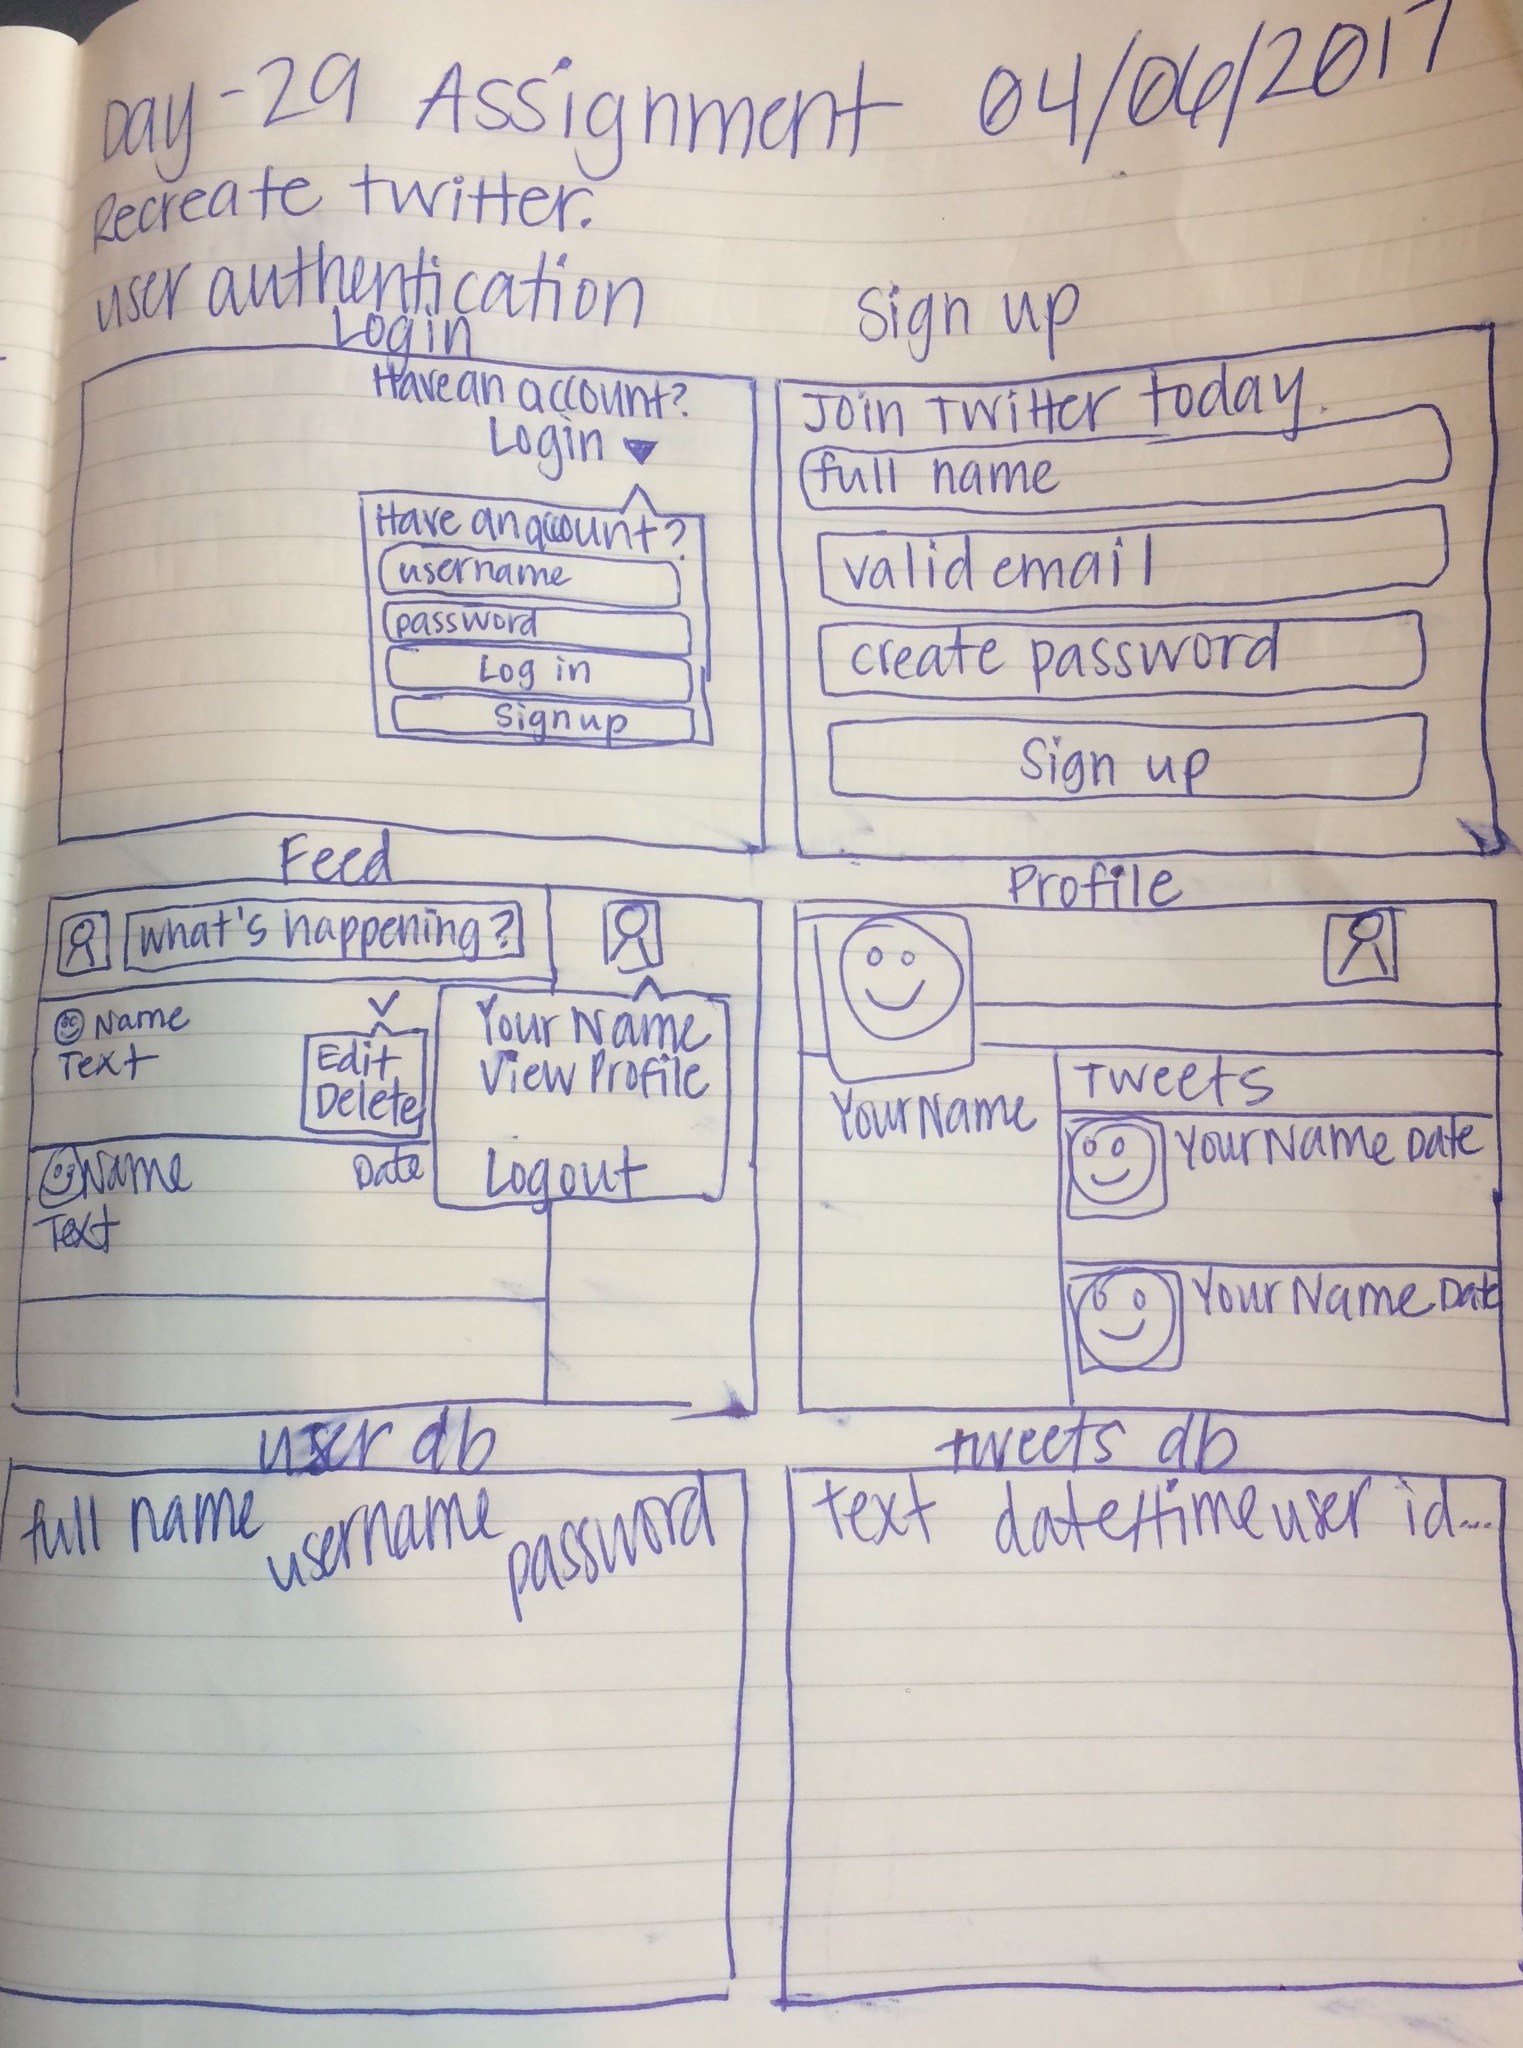 Day-29 Assignment 04/06/2017
Recreate twitter.
user authentication
Login
Have an account?
Login
Have an account?
username
password
Log in
Sign up
Sign up
Join Twitter today.
full name
valid email
create password
Sign up
Feed
What's happening?
Name
Text
Edit
Delete
Your Name
View Profile
Logout
Name Date
Text
Profile
Your Name
Tweets
Your Name Date
Your Name Date
user db
full name username password
tweets db
text date/time user id...